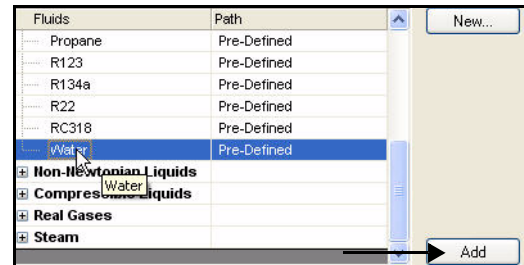 Fluids Path New...
Propane Pre-Defined
R123 Pre-Defined
R134a Pre-Defined
R22 Pre-Defined
RC318 Pre-Defined
Water Pre-Defined
Non-Newtonian Liquids
Water
Compressible Liquids
Real Gases
Steam
Add